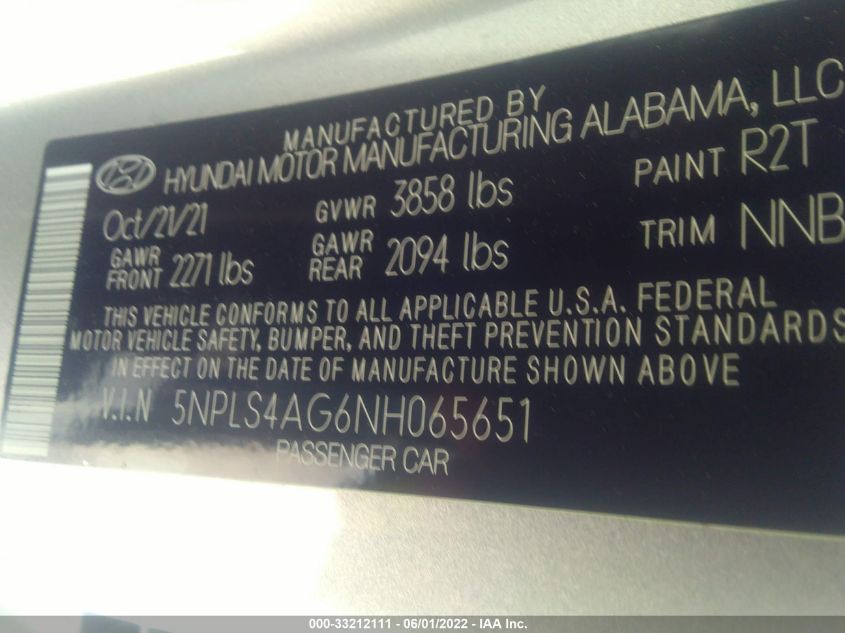 MANUFACTURED BY
HYUNDAI MOTOR MANUFACTURING ALABAMA, LLC
Oct/21/21 GVWR 3858 lbs PAINT R2T
GAWR FRONT 2271 lbs GAWR REAR 2094 lbs TRIM NNB
THIS VEHICLE CONFORMS TO ALL APPLICABLE U.S.A. FEDERAL
MOTOR VEHICLE SAFETY, BUMPER, AND THEFT PREVENTION STANDARDS
IN EFFECT ON THE DATE OF MANUFACTURE SHOWN ABOVE
V.I.N 5NPLS4AG6NH065651
PASSENGER CAR
000-33212111 - 06/01/2022 - IAA Inc.